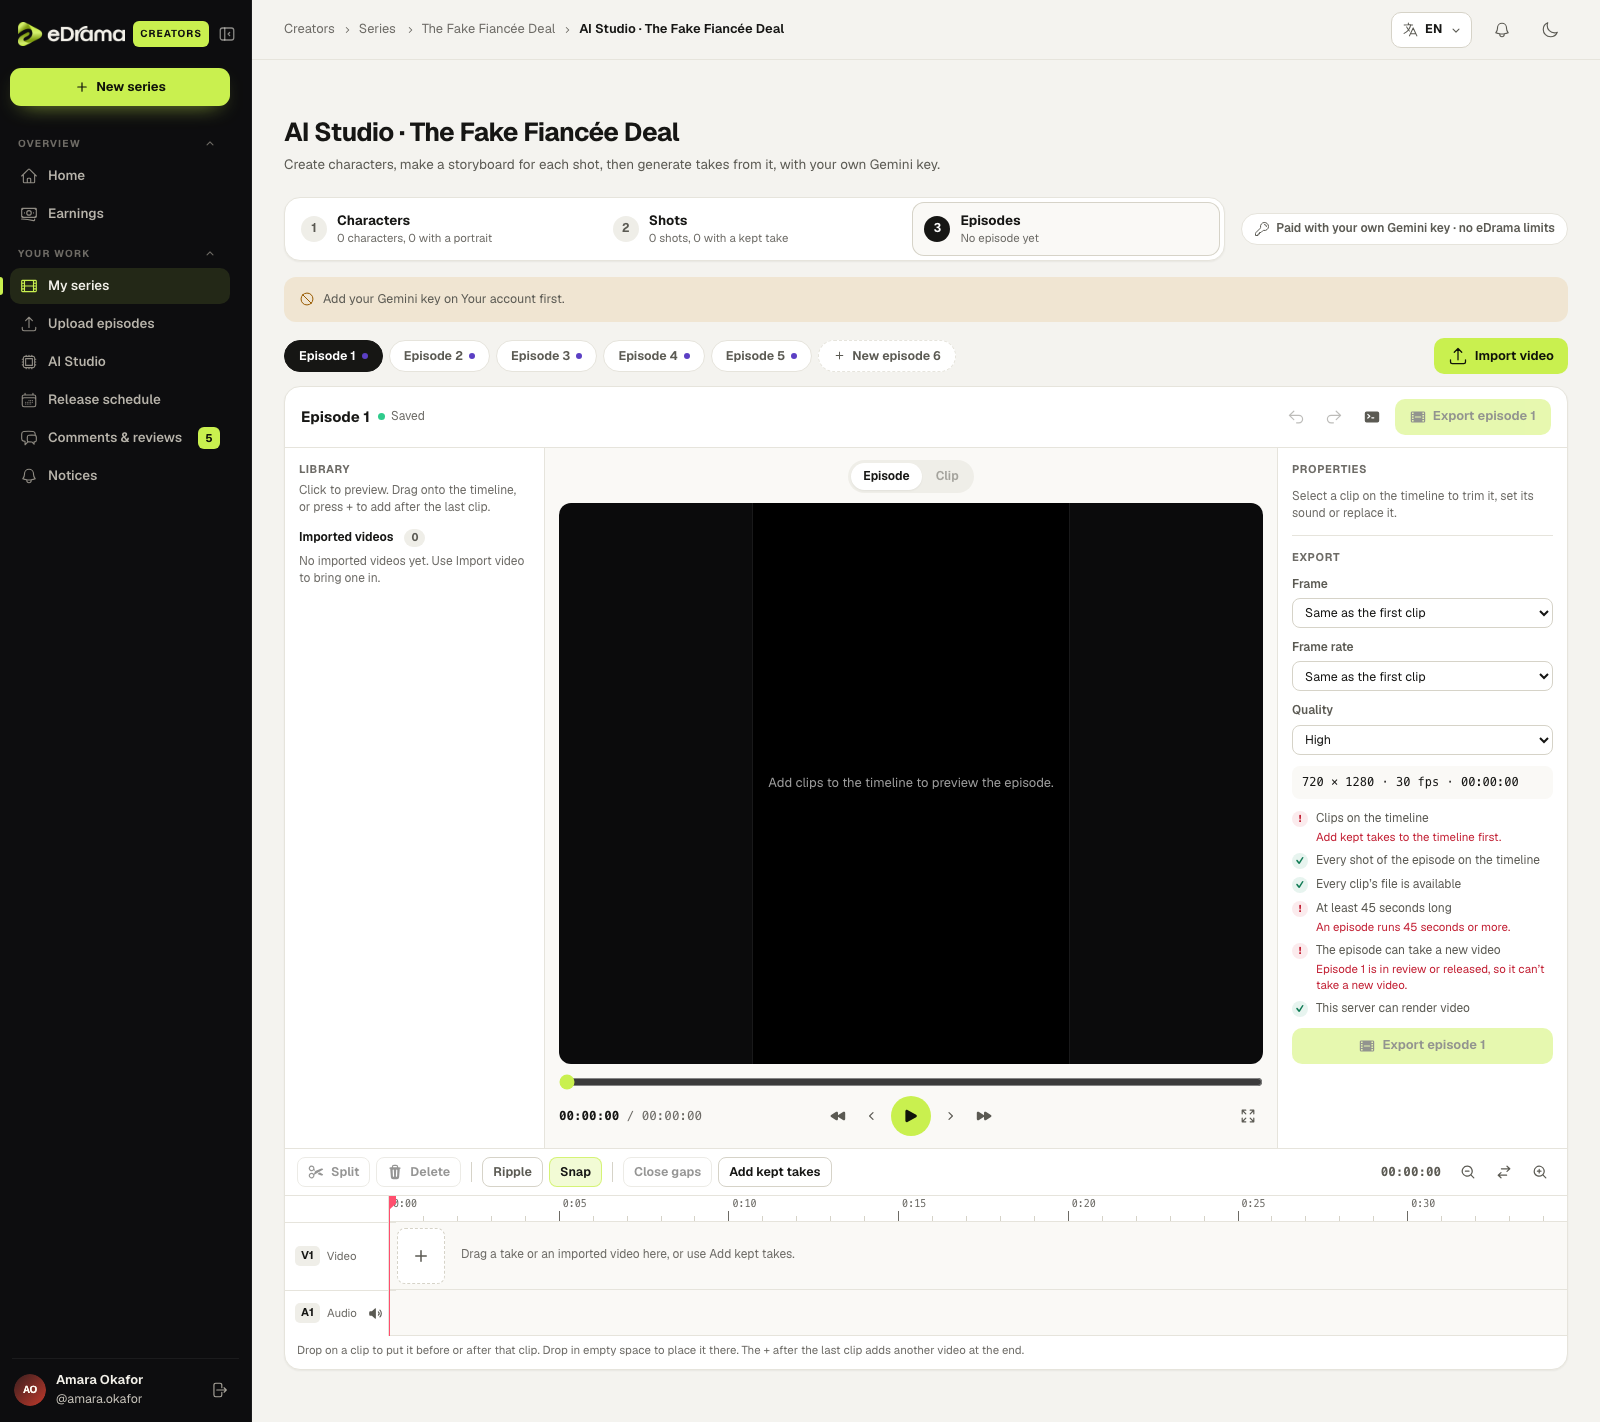 eDrama CREATORS
New series
OVERVIEW
Home
Earnings
YOUR WORK
My series
Upload episodes
AI Studio
Release schedule
Comments & reviews 5
Notices
AO
Amara Okafor
@amara.okafor
Creators › Series › The Fake Fiancée Deal › AI Studio · The Fake Fiancée Deal
EN
AI Studio · The Fake Fiancée Deal
Create characters, make a storyboard for each shot, then generate takes from it, with your own Gemini key.
1 Characters
0 characters, 0 with a portrait
2 Shots
0 shots, 0 with a kept take
3 Episodes
No episode yet
Paid with your own Gemini key · no eDrama limits
Add your Gemini key on Your account first.
Episode 1 Episode 2 Episode 3 Episode 4 Episode 5 + New episode 6
Import video
Episode 1 Saved
Export episode 1
LIBRARY
Click to preview. Drag onto the timeline,
or press + to add after the last clip.
Imported videos 0
No imported videos yet. Use Import video
to bring one in.
Episode Clip
Add clips to the timeline to preview the episode.
00:00:00 / 00:00:00
PROPERTIES
Select a clip on the timeline to trim it, set its
sound or replace it.
EXPORT
Frame
Same as the first clip
Frame rate
Same as the first clip
Quality
High
720 × 1280 · 30 fps · 00:00:00
Clips on the timeline
Add kept takes to the timeline first.
Every shot of the episode on the timeline
Every clip's file is available
At least 45 seconds long
An episode runs 45 seconds or more.
The episode can take a new video
Episode 1 is in review or released, so it can't
take a new video.
This server can render video
Export episode 1
Split Delete Ripple Snap Close gaps Add kept takes
00:00:00
0:00 0:05 0:10 0:15 0:20 0:25 0:30
V1 Video
Drag a take or an imported video here, or use Add kept takes.
A1 Audio
Drop on a clip to put it before or after that clip. Drop in empty space to place it there. The + after the last clip adds another video at the end.